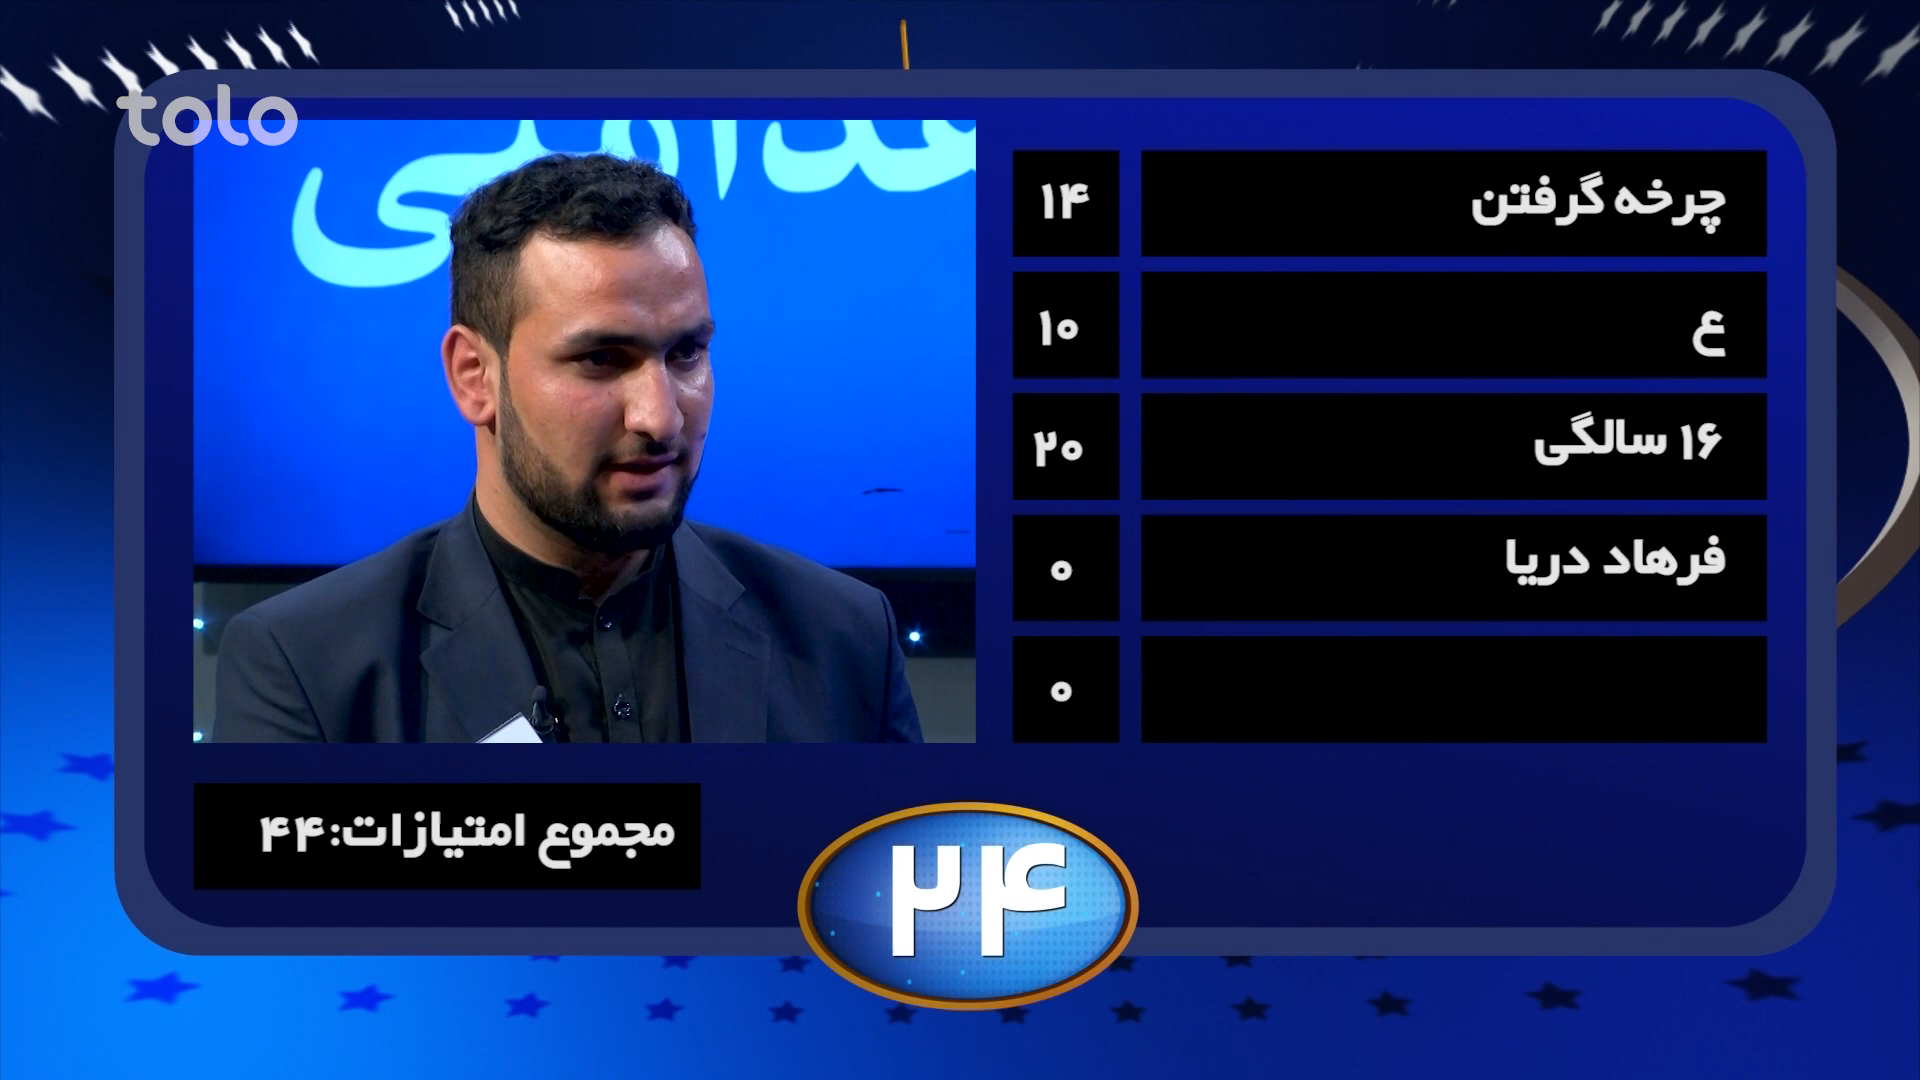 tolo
چرخه گرفتن ۱۴
ع ۱۰
۱۶ سالگی ۲۰
فرهاد دریا ۰
۰
مجموع امتیازات:۴۴
۲۴